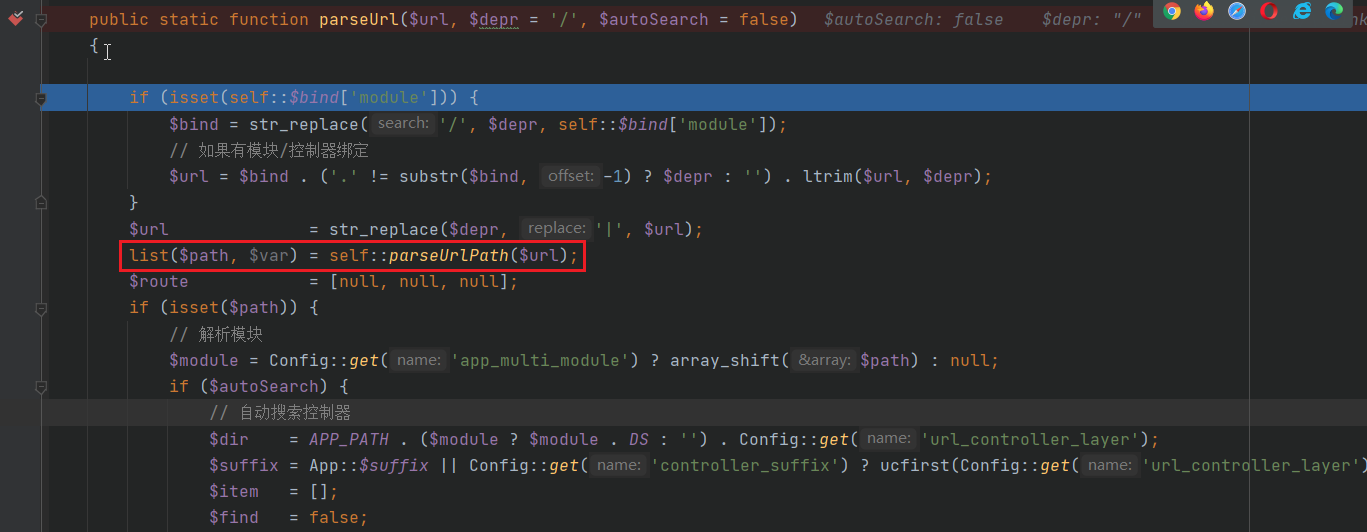 public static function parseUrl($url, $depr = '/', $autoSearch = false) $autoSearch: false $depr: "/"
{
if (isset(self::$bind['module'])) {
$bind = str_replace( search: '/', $depr, self::$bind['module']);
// 如果有模块/控制器绑定
$url = $bind . ('.' != substr($bind, offset: -1) ? $depr : '') . ltrim($url, $depr);
}
$url = str_replace($depr, replace: '|', $url);
list($path, $var) = self::parseUrlPath($url);
$route = [null, null, null];
if (isset($path)) {
// 解析模块
$module = Config::get( name: 'app_multi_module') ? array_shift( &array: $path) : null;
if ($autoSearch) {
// 自动搜索控制器
$dir = APP_PATH . ($module ? $module . DS : '') . Config::get( name: 'url_controller_layer');
$suffix = App::$suffix || Config::get( name: 'controller_suffix') ? ucfirst(Config::get( name: 'url_controller_layer')
$item = [];
$find = false;